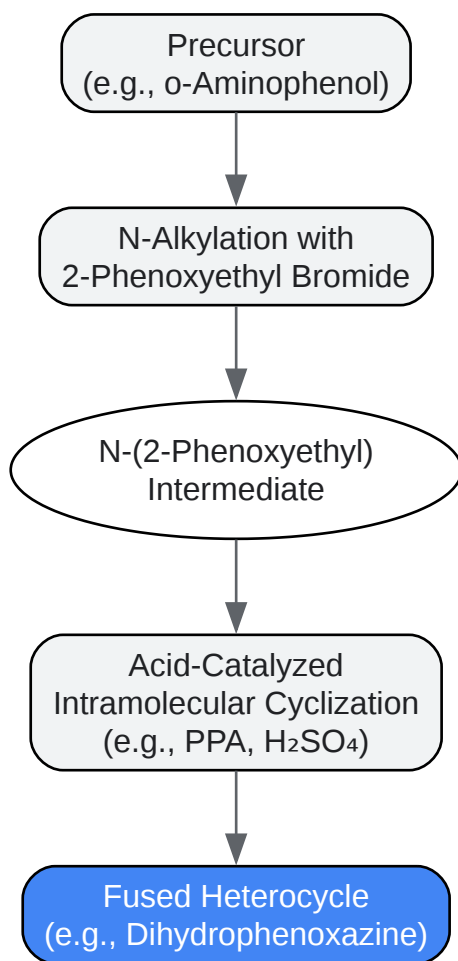 Precursor
(e.g., o-Aminophenol)
N-Alkylation with
2-Phenoxyethyl Bromide
N-(2-Phenoxyethyl)
Intermediate
Acid-Catalyzed
Intramolecular Cyclization
(e.g., PPA, H₂SO₄)
Fused Heterocycle
(e.g., Dihydrophenoxazine)